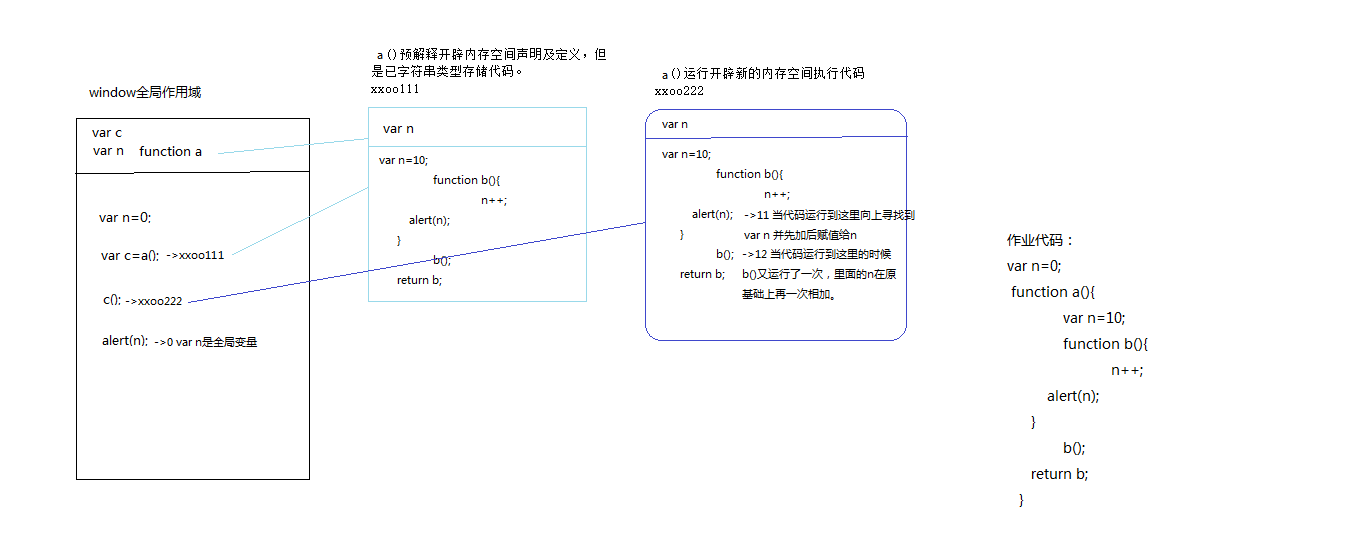 window全局作用域
var c
var n function a
var n=0;
var c=a(); ->xxoo111
c(); ->xxoo222
alert(n); ->0 var n是全局变量
a()预解释开辟内存空间声明及定义，但
是已字符串类型存储代码。
xxoo111
var n
var n=10;
function b(){
n++;
alert(n);
}
b();
return b;
a()运行开辟新的内存空间执行代码
xxoo222
var n
var n=10;
function b(){
n++;
alert(n); ->11 当代码运行到这里向上寻找到
} var n 并先加后赋值给n
b(); ->12 当代码运行到这里的时候
return b; b()又运行了一次，里面的n在原
基础上再一次相加。
作业代码：
var n=0;
function a(){
var n=10;
function b(){
n++;
alert(n);
}
b();
return b;
}